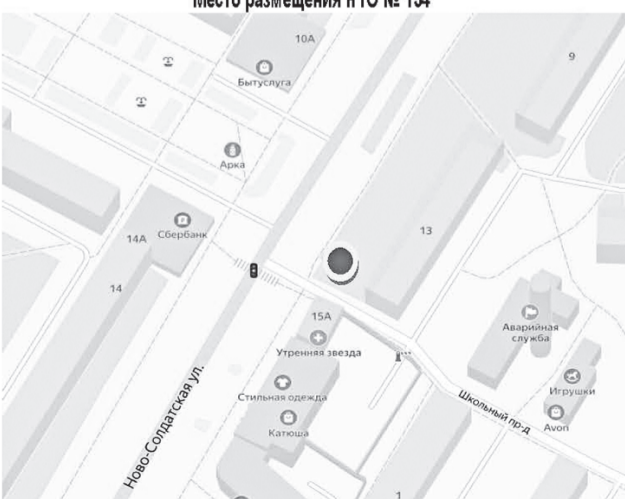 Место размещения НТО № 134
10А
9
Бытуслуга
Арка
Сбербанк
14А
13
14
15А
Утренняя звезда
Аварийная
служба
Стильная одежда
Игрушки
Катюша
Avon
Ново-Солдатская ул.
Школьный пр-д
1